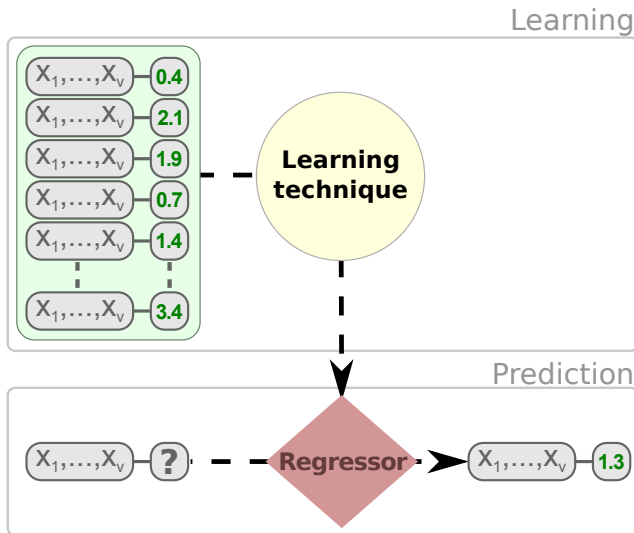 Learning
X₁,...,Xᵥ 0.4
X₁,...,Xᵥ 2.1
X₁,...,Xᵥ 1.9
X₁,...,Xᵥ 0.7
X₁,...,Xᵥ 1.4
X₁,...,Xᵥ 3.4
Learning
technique
Prediction
X₁,...,Xᵥ ?
Regressor
X₁,...,Xᵥ 1.3